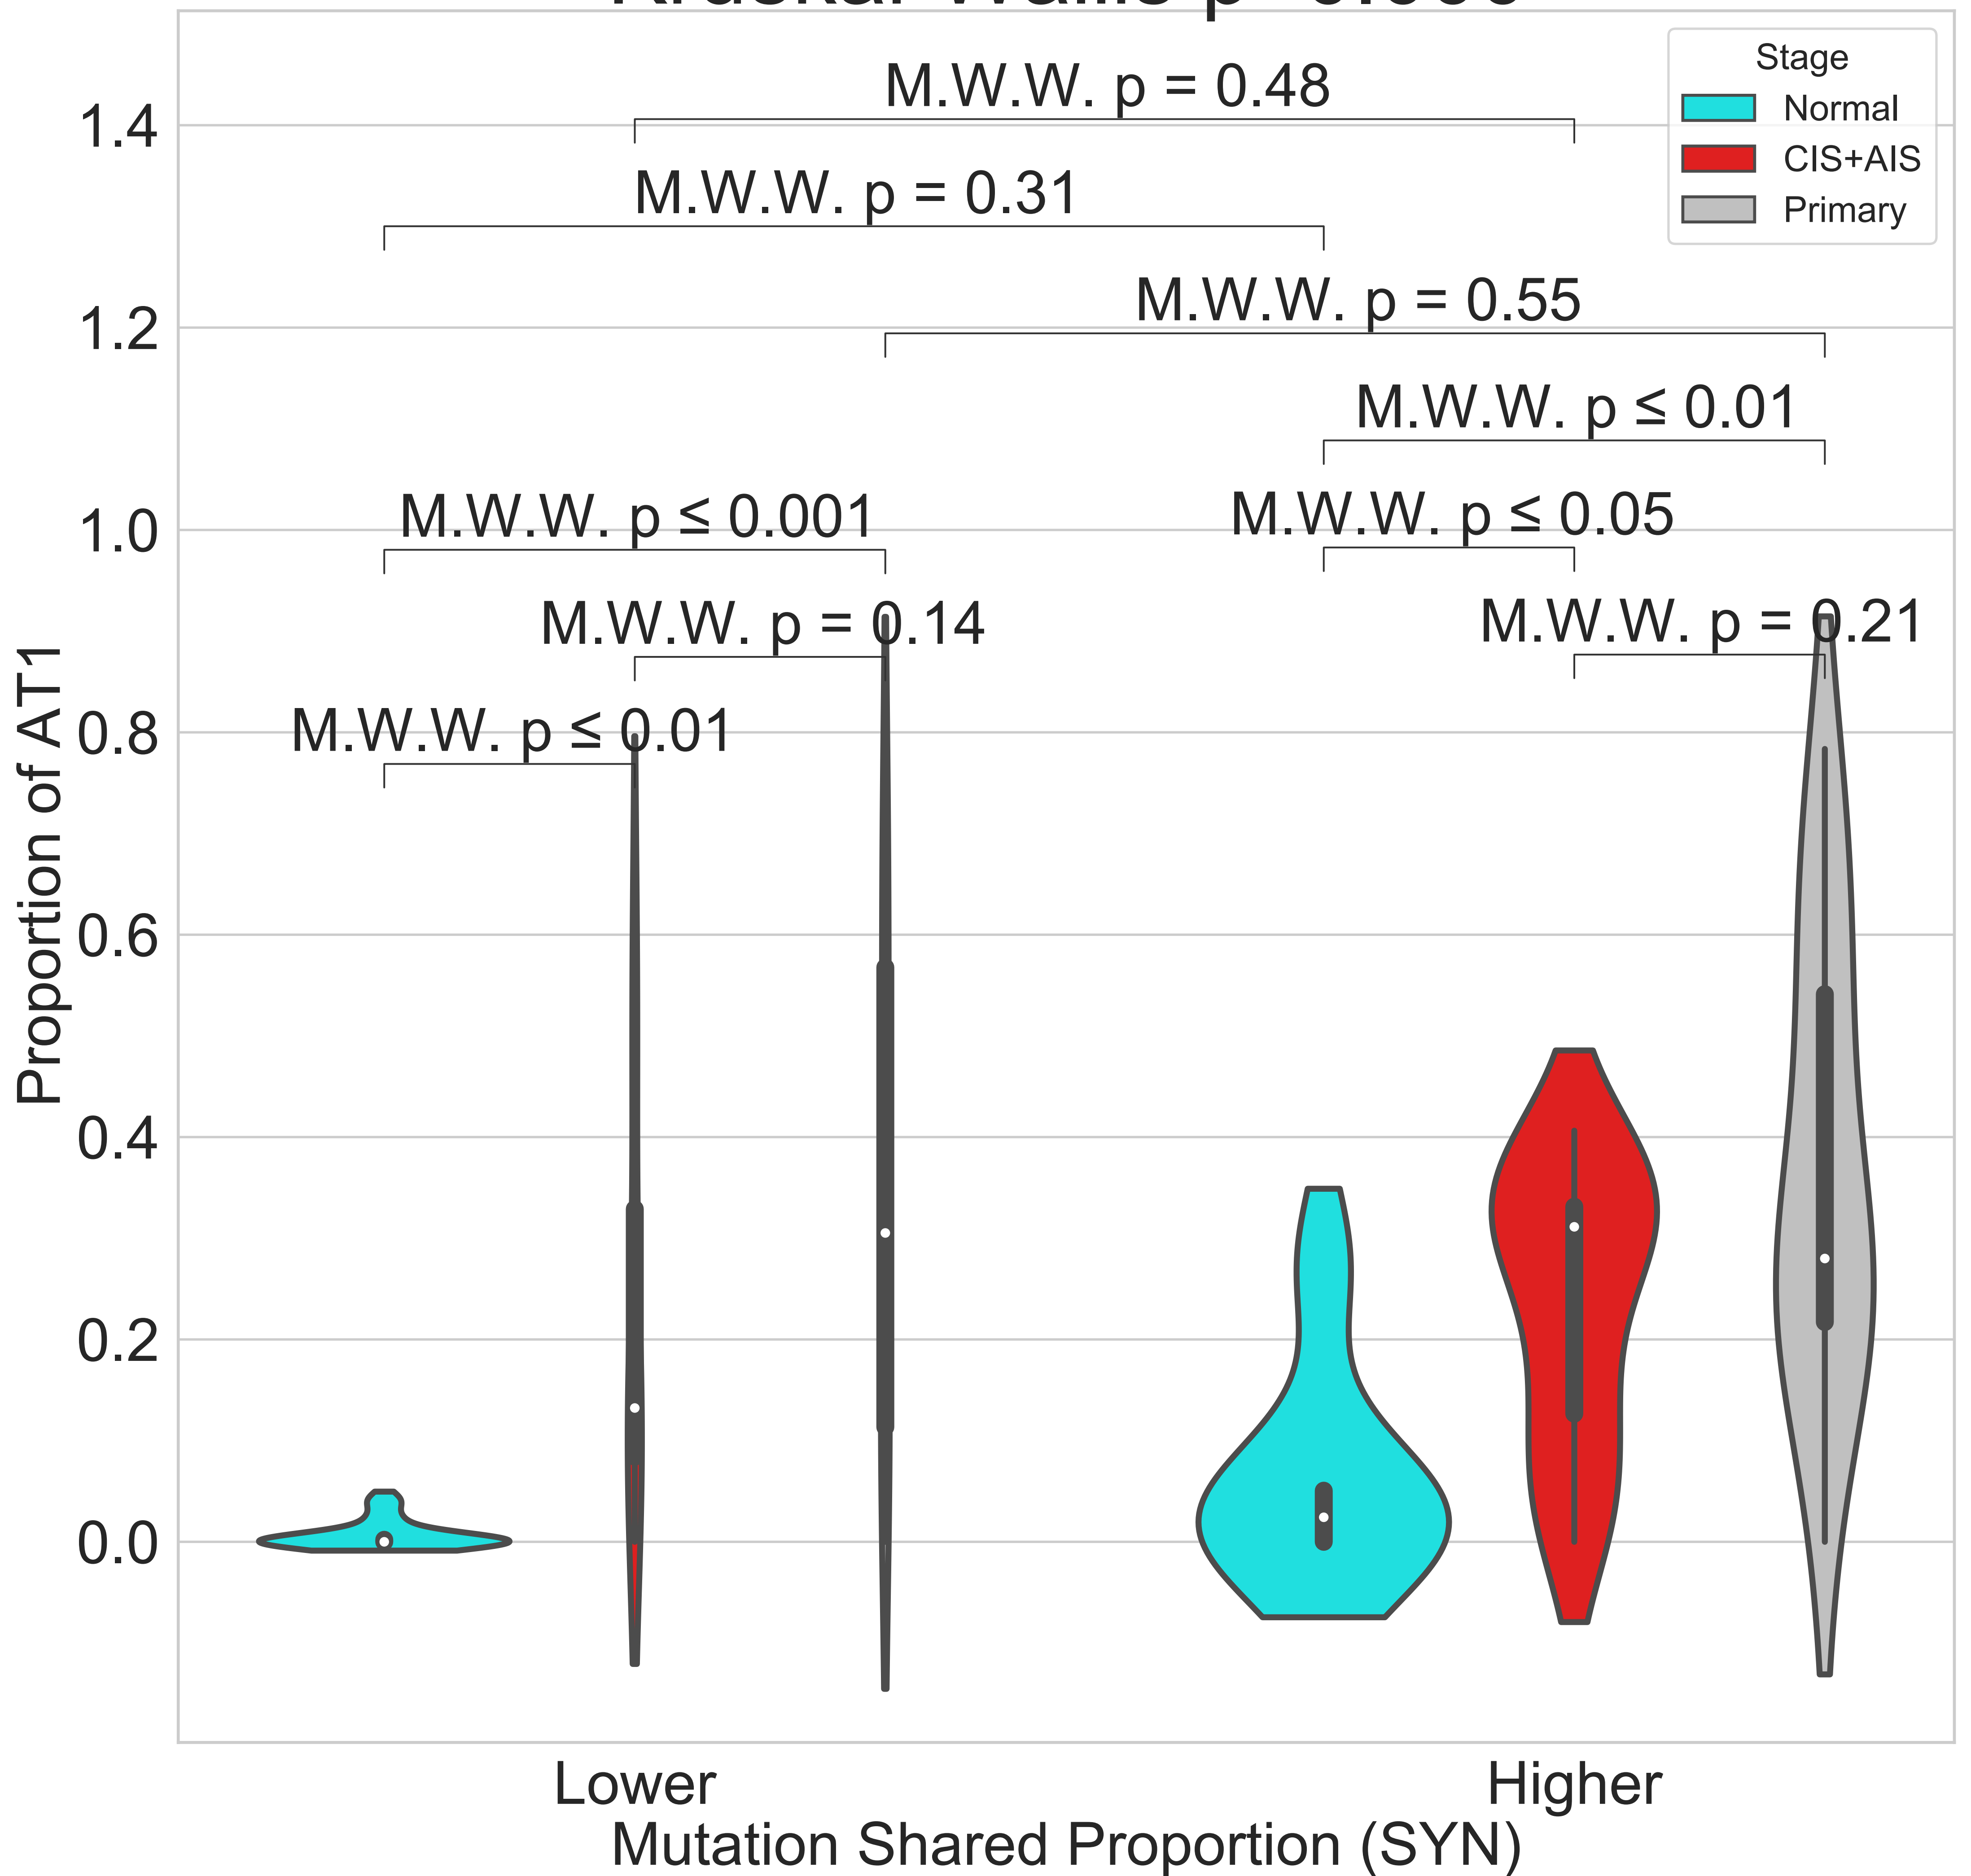 Stage
Normal
CIS+AIS
Primary
M.W.W. p = 0.48
M.W.W. p = 0.31
M.W.W. p = 0.55
M.W.W. p ≤ 0.01
M.W.W. p ≤ 0.001
M.W.W. p ≤ 0.05
M.W.W. p = 0.14
M.W.W. p = 0.21
M.W.W. p ≤ 0.01
1.4
1.2
1.0
0.8
0.6
0.4
0.2
0.0
Proportion of AT1
Lower
Higher
Mutation Shared Proportion (SYN)